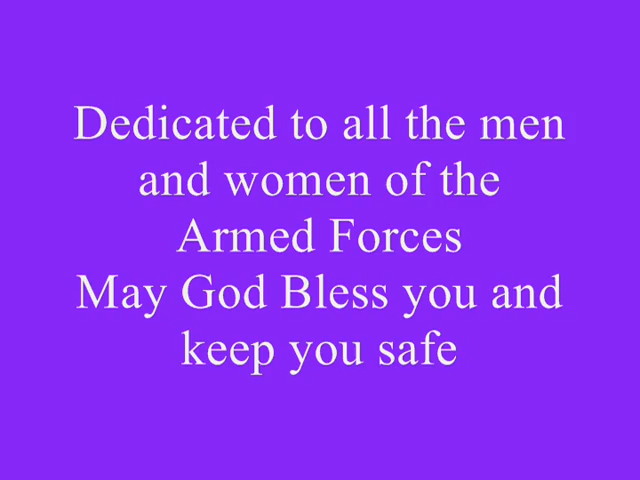 Dedicated to all the men
and women of the
Armed Forces
May God Bless you and
keep you safe